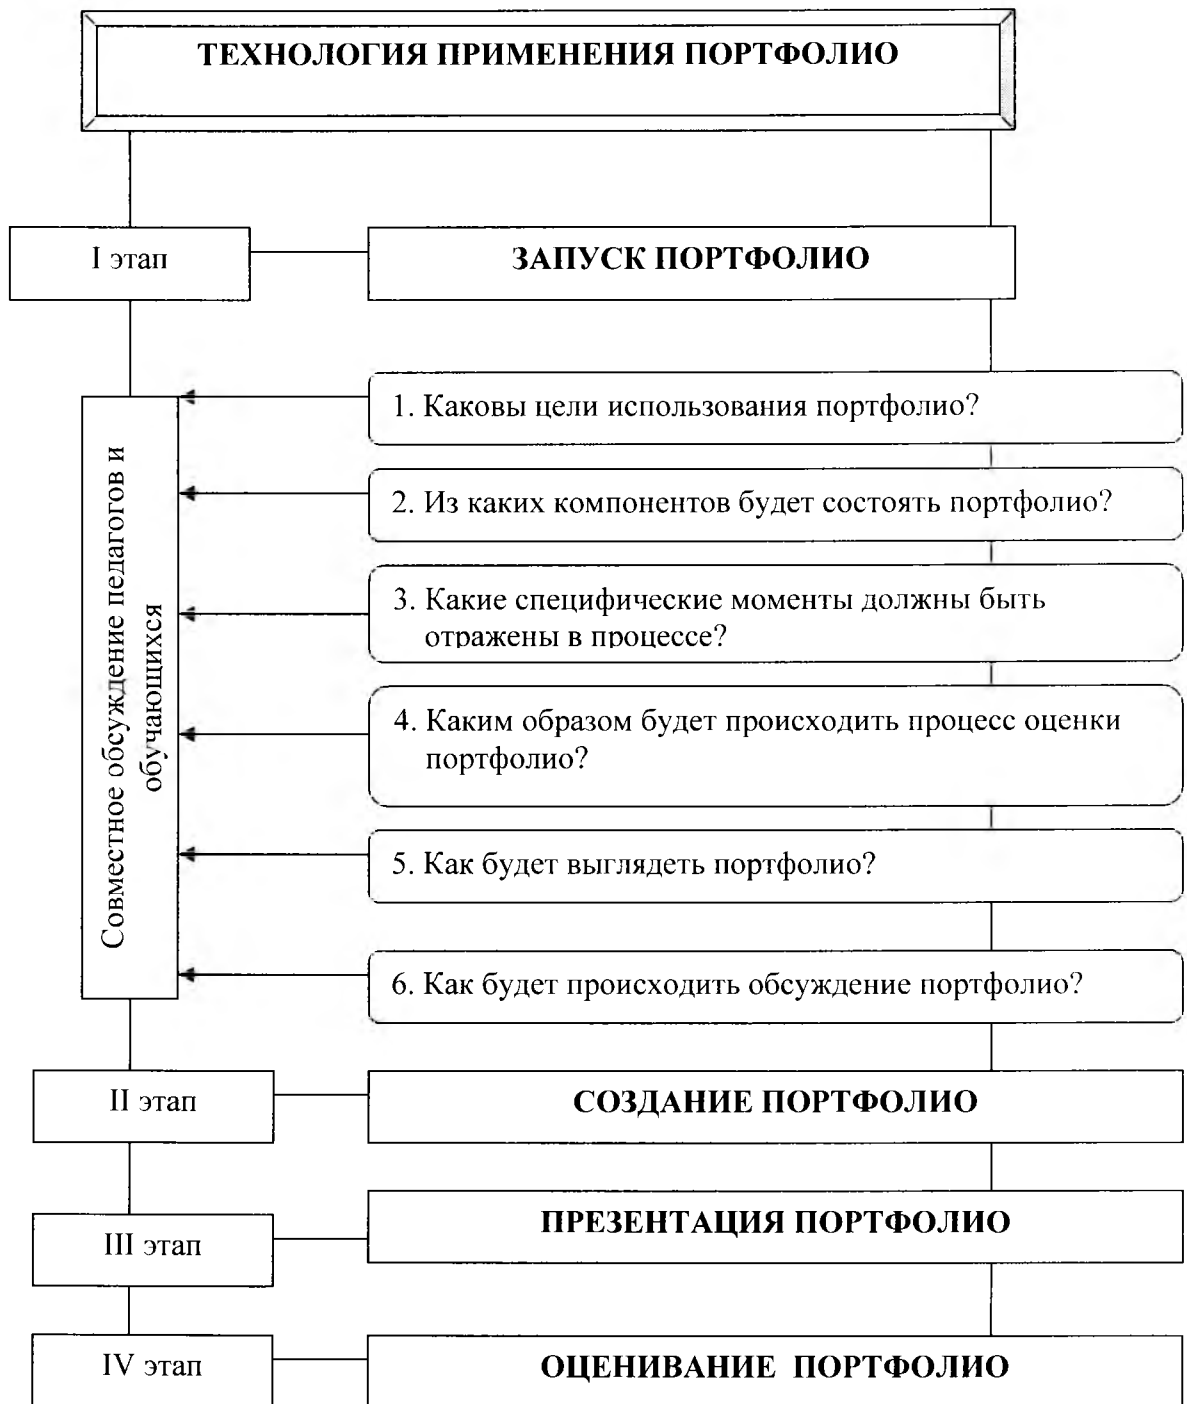 ТЕХНОЛОГИЯ ПРИМЕНЕНИЯ ПОРТФОЛИО
I этап
ЗАПУСК ПОРТФОЛИО
Совместное обсуждение педагогов и
обучающихся
1. Каковы цели использования портфолио?
2. Из каких компонентов будет состоять портфолио?
3. Какие специфические моменты должны быть
отражены в процессе?
4. Каким образом будет происходить процесс оценки
портфолио?
5. Как будет выглядеть портфолио?
6. Как будет происходить обсуждение портфолио?
II этап
СОЗДАНИЕ ПОРТФОЛИО
III этап
ПРЕЗЕНТАЦИЯ ПОРТФОЛИО
IV этап
ОЦЕНИВАНИЕ ПОРТФОЛИО